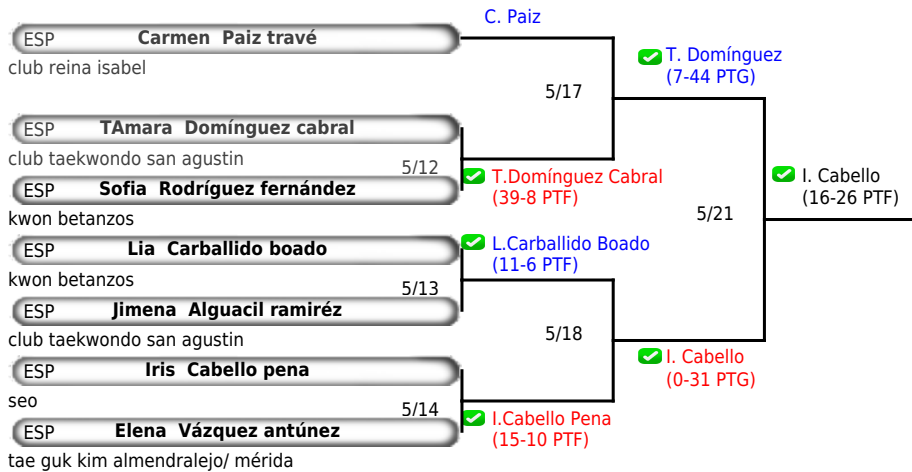 C. Paiz
ESP Carmen Paiz travé
club reina isabel
T. Domínguez
(7-44 PTG)
5/17
ESP TAmara Domínguez cabral
club taekwondo san agustin
5/12
T.Domínguez Cabral
(39-8 PTF)
ESP Sofia Rodríguez fernández
kwon betanzos
I. Cabello
(16-26 PTF)
5/21
ESP Lia Carballido boado
kwon betanzos
L.Carballido Boado
(11-6 PTF)
5/13
ESP Jimena Alguacil ramiréz
club taekwondo san agustin
5/18
I. Cabello
(0-31 PTG)
ESP Iris Cabello pena
seo
5/14
I.Cabello Pena
(15-10 PTF)
ESP Elena Vázquez antúnez
tae guk kim almendralejo/ mérida